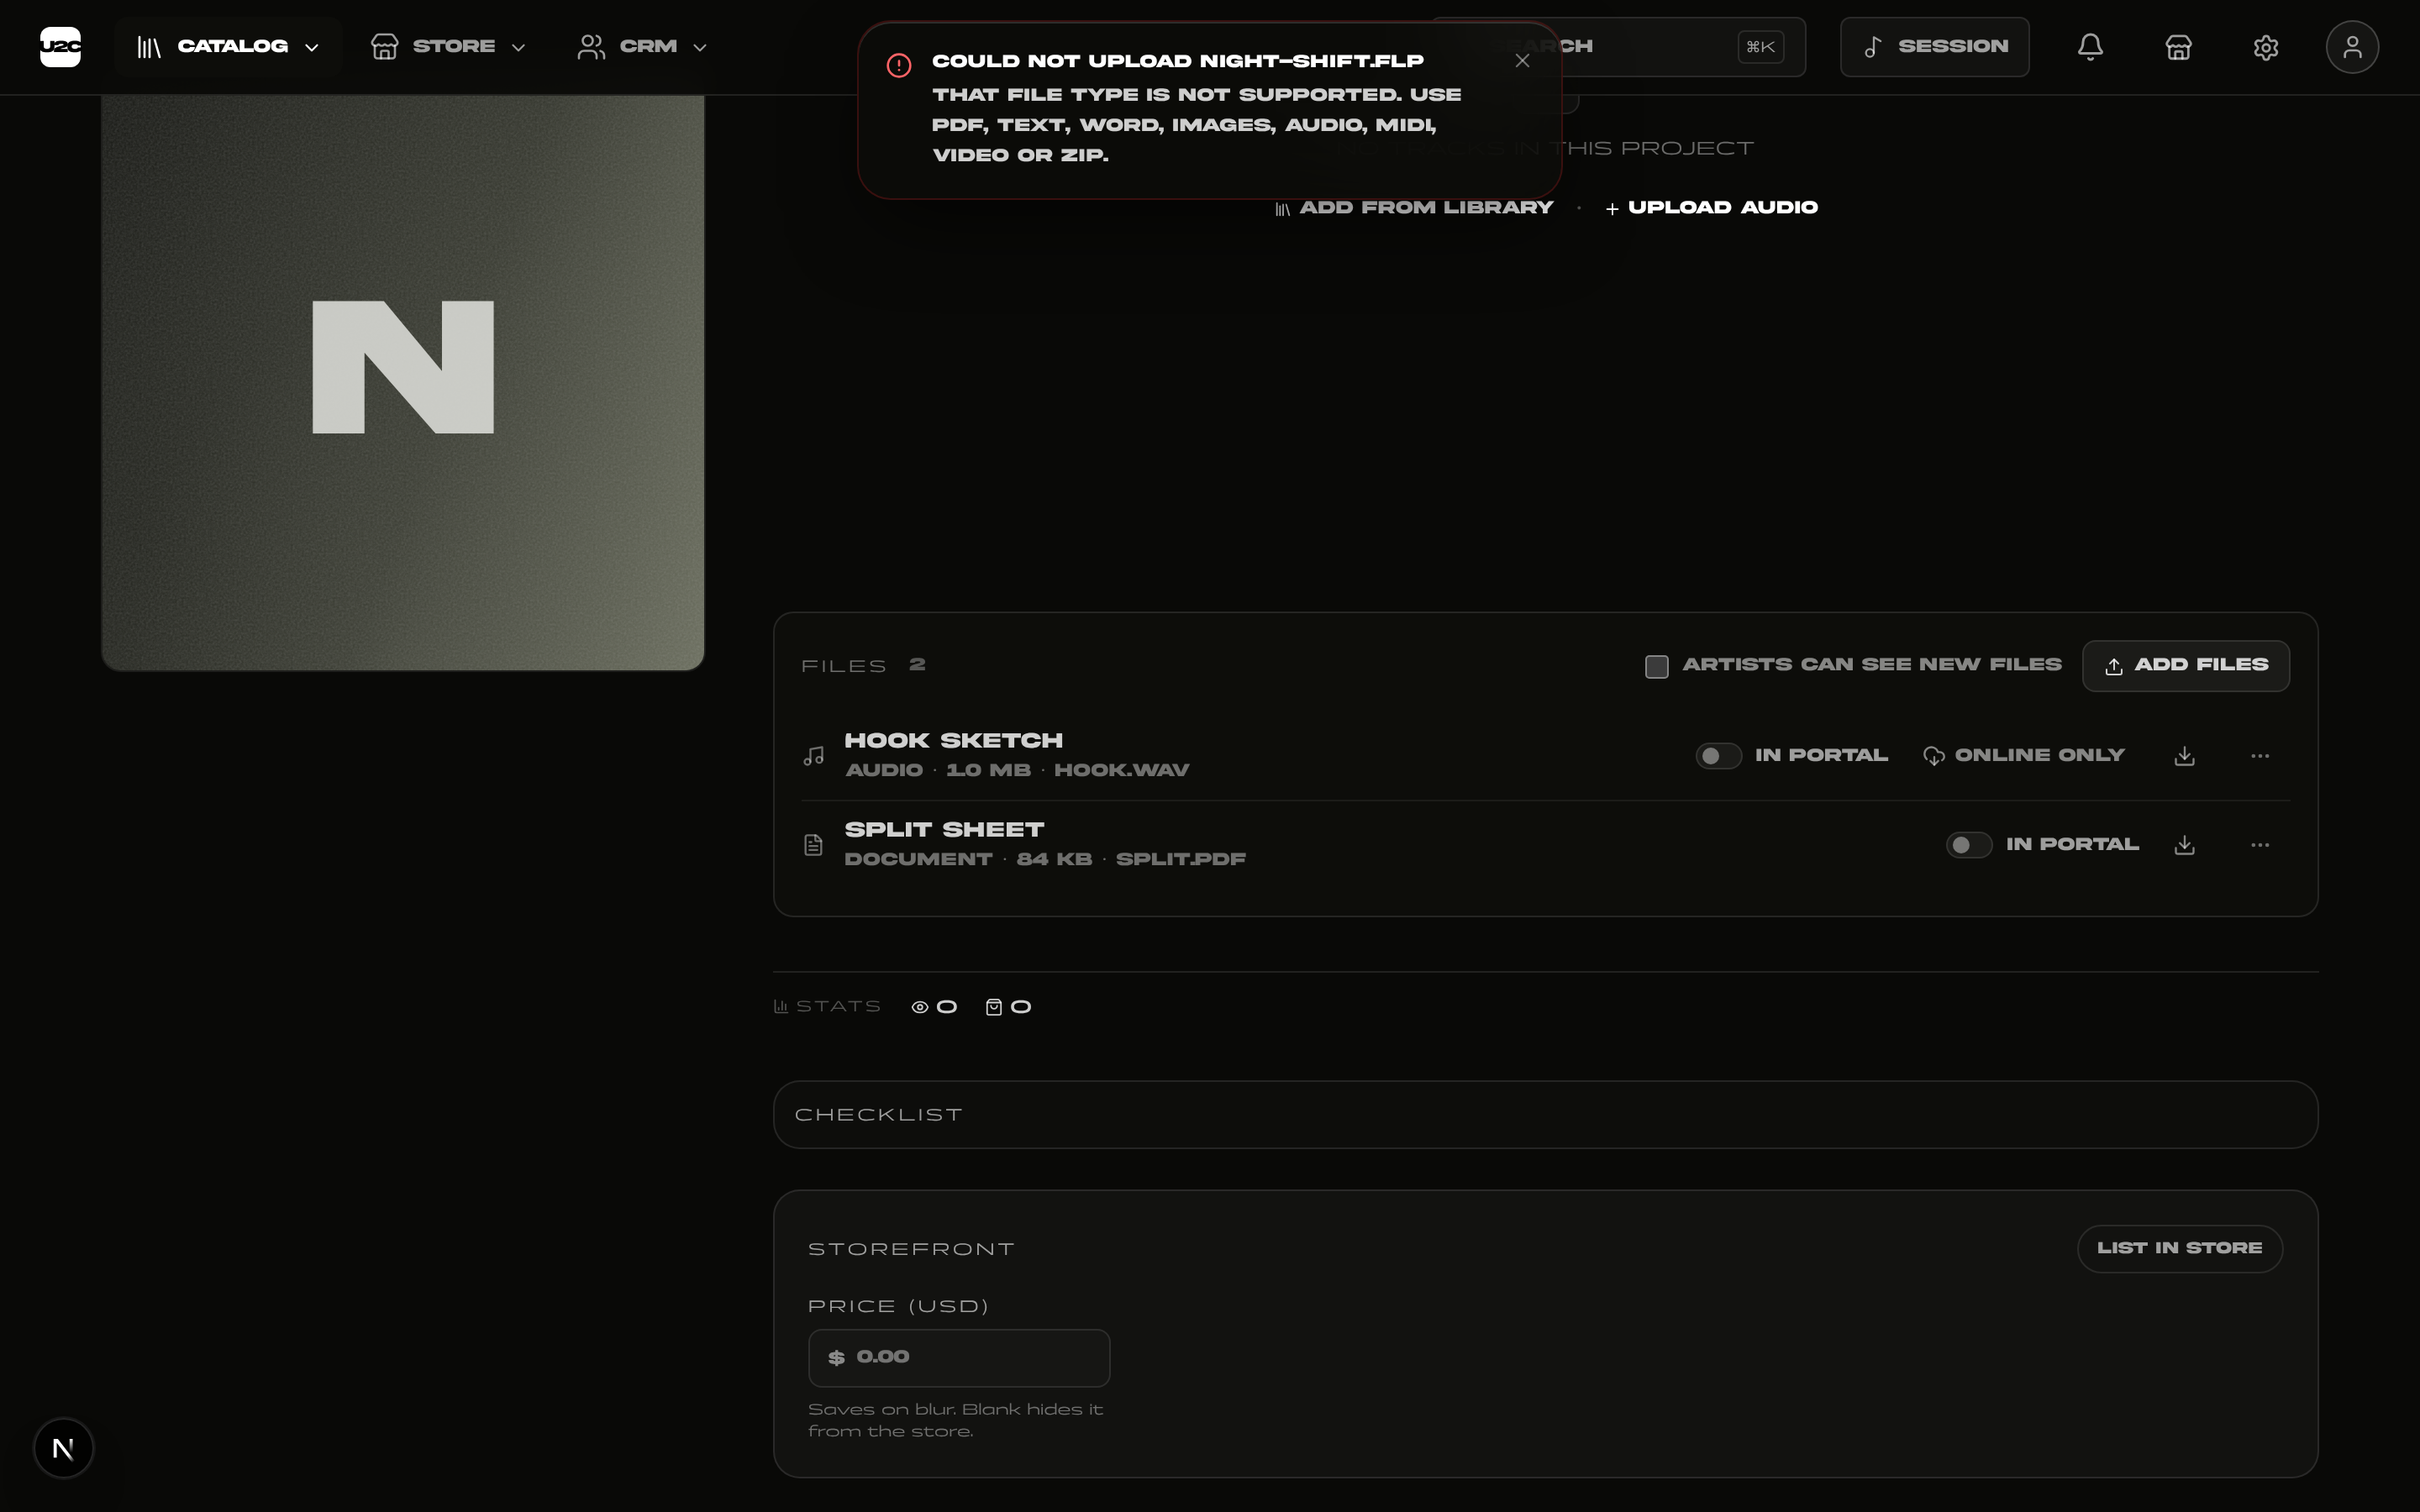 U2C
CATALOG
STORE
CRM
COULD NOT UPLOAD NIGHT-SHIFT.FLP
THAT FILE TYPE IS NOT SUPPORTED. USE
PDF, TEXT, WORD, IMAGES, AUDIO, MIDI,
VIDEO OR ZIP.
⌘K
SESSION
TRACKS IN THIS PROJECT
ADD FROM LIBRARY · + UPLOAD AUDIO
N
FILES 2
ARTISTS CAN SEE NEW FILES
ADD FILES
HOOK SKETCH
AUDIO · 1.0 MB · HOOK.WAV
IN PORTAL
ONLINE ONLY
SPLIT SHEET
DOCUMENT · 84 KB · SPLIT.PDF
IN PORTAL
STATS 0 0
CHECKLIST
STOREFRONT
LIST IN STORE
PRICE (USD)
$ 0.00
Saves on blur. Blank hides it
from the store.
N